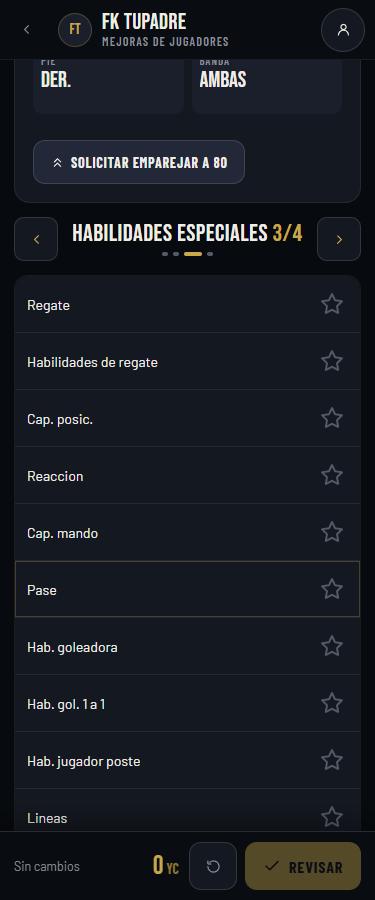 FT
FK TUPADRE
MEJORAS DE JUGADORES
PIE
BANDA
DER.
AMBAS
SOLICITAR EMPAREJAR A 80
HABILIDADES ESPECIALES 3/4
Regate
Habilidades de regate
Cap. posic.
Reaccion
Cap. mando
Pase
Hab. goleadora
Hab. gol. 1 a 1
Hab. jugador poste
Lineas
Sin cambios
0 YC
REVISAR